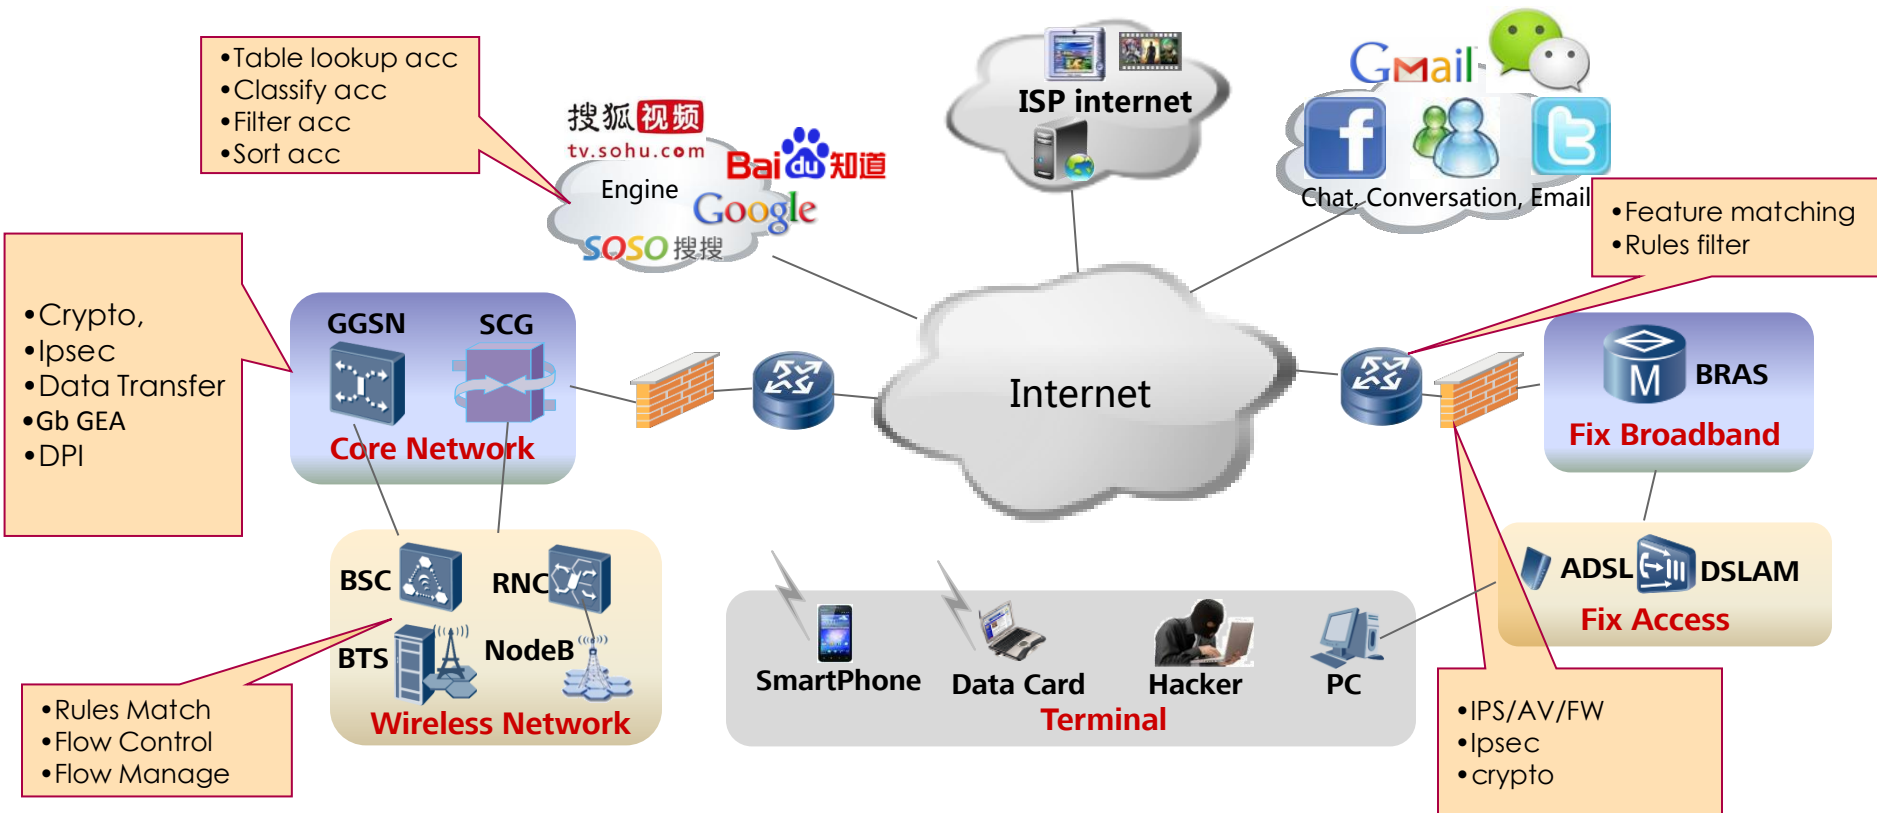 •Table lookup acc
•Classify acc
•Filter acc
•Sort acc
搜狐视频
tv.sohu.com
Bai du 知道
Engine
Google
SOSO 搜搜
ISP internet
GMail
f
t
Chat, Conversation, Email
•Feature matching
•Rules filter
•Crypto,
•Ipsec
•Data Transfer
•Gb GEA
•DPI
GGSN
SCG
Core Network
Internet
M
BRAS
Fix Broadband
BSC
RNC
BTS
NodeB
Wireless Network
•Rules Match
•Flow Control
•Flow Manage
SmartPhone
Data Card
Hacker
PC
Terminal
ADSL
DSLAM
Fix Access
•IPS/AV/FW
•Ipsec
•crypto